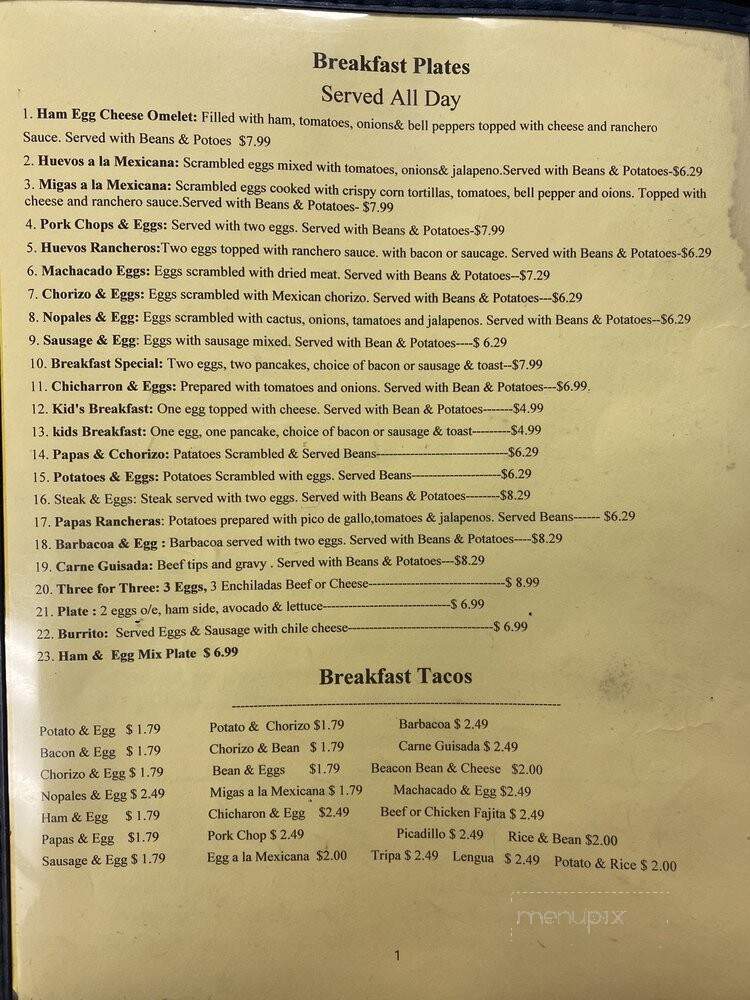 Breakfast Plates
Served All Day
1. Ham Egg Cheese Omelet: Filled with ham, tomatoes, onions& bell peppers topped with cheese and ranchero
Sauce. Served with Beans & Potoes $7.99
2. Huevos a la Mexicana: Scrambled eggs mixed with tomatoes, onions& jalapeno.Served with Beans & Potatoes-$6.29
3. Migas a la Mexicana: Scrambled eggs cooked with crispy corn tortillas, tomatoes, bell pepper and oions. Topped with
cheese and ranchero sauce.Served with Beans & Potatoes- $7.99
4. Pork Chops & Eggs: Served with two eggs. Served with Beans & Potatoes-$7.99
5. Huevos Rancheros:Two eggs topped with ranchero sauce. with bacon or saucage. Served with Beans & Potatoes-$6.29
6. Machacado Eggs: Eggs scrambled with dried meat. Served with Beans & Potatoes--$7.29
7. Chorizo & Eggs: Eggs scrambled with Mexican chorizo. Served with Beans & Potatoes---$6.29
8. Nopales & Egg: Eggs scrambled with cactus, onions, tamatoes and jalapenos. Served with Beans & Potatoes--$6.29
9. Sausage & Egg: Eggs with sausage mixed. Served with Bean & Potatoes----$ 6.29
10. Breakfast Special: Two eggs, two pancakes, choice of bacon or sausage & toast--$7.99
11. Chicharron & Eggs: Prepared with tomatoes and onions. Served with Bean & Potatoes---$6.99.
12. Kid's Breakfast: One egg topped with cheese. Served with Bean & Potatoes-------$4.99
13. kids Breakfast: One egg, one pancake, choice of bacon or sausage & toast---------$4.99
14. Papas & Cchorizo: Patatoes Scrambled & Served Beans--------------------------------$6.29
15. Potatoes & Eggs: Potatoes Scrambled with eggs. Served Beans----------------------$6.29
16. Steak & Eggs: Steak served with two eggs. Served with Beans & Potatoes--------$8.29
17. Papas Rancheras: Potatoes prepared with pico de gallo,tomatoes & jalapenos. Served Beans------ $6.29
18. Barbacoa & Egg : Barbacoa served with two eggs. Served with Beans & Potatoes----$8.29
19. Carne Guisada: Beef tips and gravy . Served with Beans & Potatoes---$8.29
20. Three for Three: 3 Eggs, 3 Enchiladas Beef or Cheese----------------------------------$ 8.99
21. Plate : 2 eggs o/e, ham side, avocado & lettuce-------------------------------$ 6.99
22. Burrito: Served Eggs & Sausage with chile cheese-----------------------------------$ 6.99
23. Ham & Egg Mix Plate $ 6.99
Breakfast Tacos
Potato & Egg $ 1.79 Potato & Chorizo $1.79 Barbacoa $ 2.49
Bacon & Egg $ 1.79 Chorizo & Bean $ 1.79 Carne Guisada $ 2.49
Chorizo & Egg $ 1.79 Bean & Eggs $1.79 Beacon Bean & Cheese $2.00
Nopales & Egg $ 2.49 Migas a la Mexicana $ 1.79 Machacado & Egg $2.49
Ham & Egg $ 1.79 Chicharon & Egg $2.49 Beef or Chicken Fajita $ 2.49
Papas & Egg $1.79 Pork Chop $ 2.49 Picadillo $ 2.49 Rice & Bean $2.00
Sausage & Egg $ 1.79 Egg a la Mexicana $2.00 Tripa $ 2.49 Lengua $ 2.49 Potato & Rice $ 2.00
menupix
1